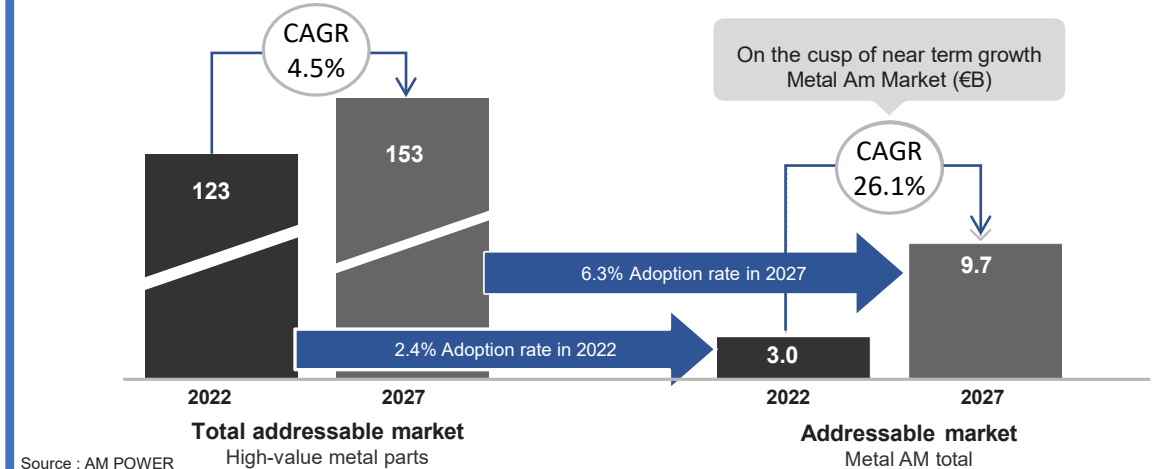 CAGR
4.5%
On the cusp of near term growth
Metal Am Market (€B)
CAGR
26.1%
123
153
6.3% Adoption rate in 2027
9.7
2.4% Adoption rate in 2022
3.0
2022
2027
2022
2027
Total addressable market
High-value metal parts
Addressable market
Metal AM total
Source : AM POWER